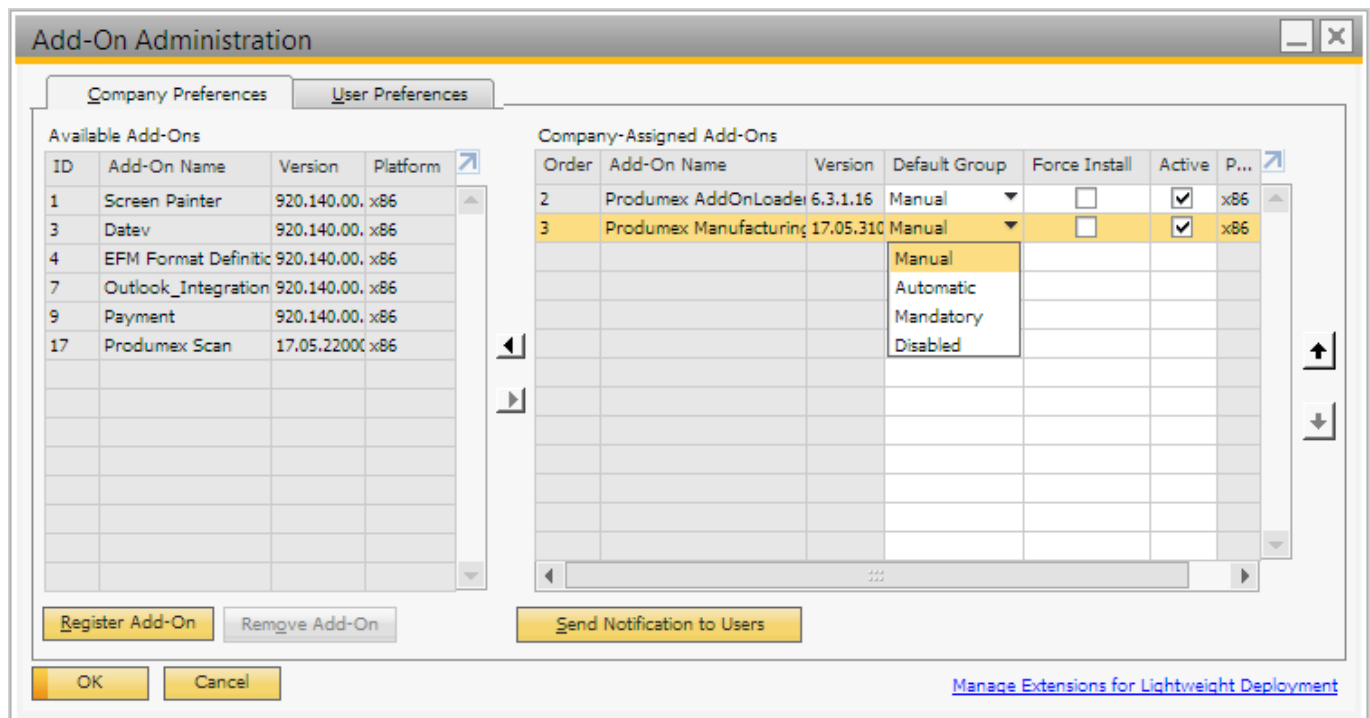 Add-On Administration
Company Preferences User Preferences
Available Add-Ons
ID Add-On Name Version Platform
1 Screen Painter 920.140.00. x86
3 Datev 920.140.00. x86
4 EFM Format Definitic 920.140.00. x86
7 Outlook_Integration 920.140.00. x86
9 Payment 920.140.00. x86
17 Produmex Scan 17.05.2200 x86
Company-Assigned Add-Ons
Order Add-On Name Version Default Group Force Install Active P...
2 Produmex AddOnLoader 6.3.1.16 Manual x86
3 Produmex Manufacturing 17.05.310 Manual x86
Manual
Automatic
Mandatory
Disabled
Register Add-On Remove Add-On Send Notification to Users
OK Cancel Manage Extensions for Lightweight Deployment